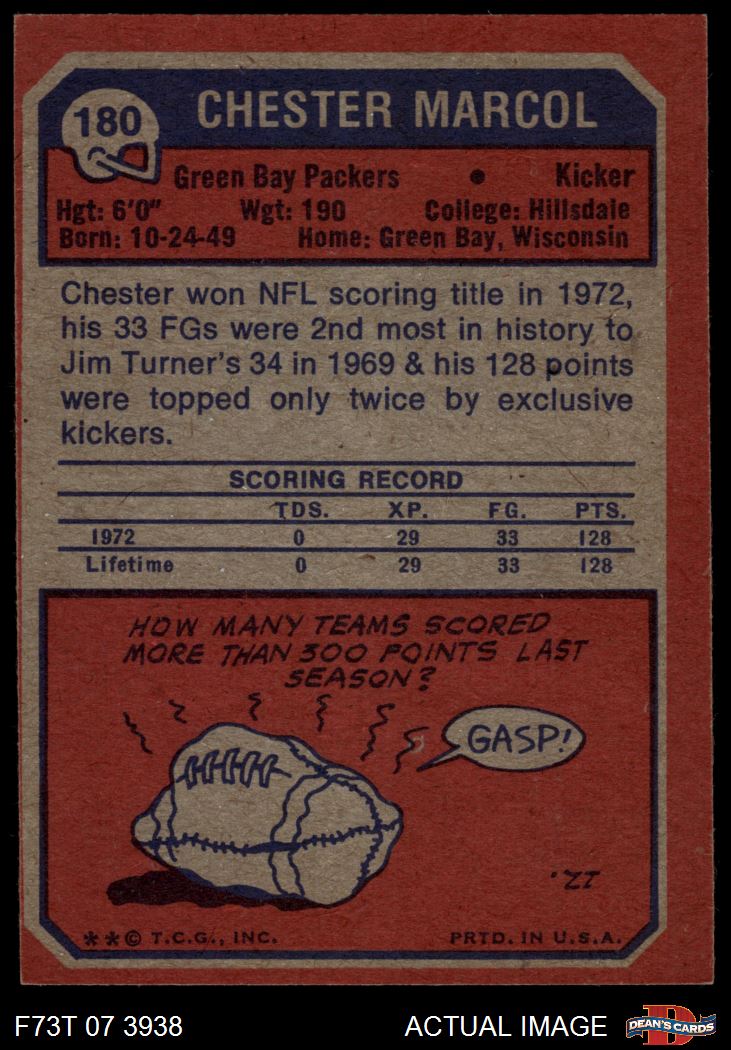 180
CHESTER MARCOL
Green Bay Packers • Kicker
Hgt: 6'0" Wgt: 190 College: Hillsdale
Born: 10-24-49 Home: Green Bay, Wisconsin
Chester won NFL scoring title in 1972,
his 33 FGs were 2nd most in history to
Jim Turner's 34 in 1969 & his 128 points
were topped only twice by exclusive
kickers.
SCORING RECORD
TDS. XP. FG. PTS.
1972 0 29 33 128
Lifetime 0 29 33 128
HOW MANY TEAMS SCORED
MORE THAN 300 POINTS LAST
SEASON?
GASP!
'ZT
**© T.C.G., INC. PRTD. IN U.S.A.
F73T 07 3938 ACTUAL IMAGE DEAN'S CARDS